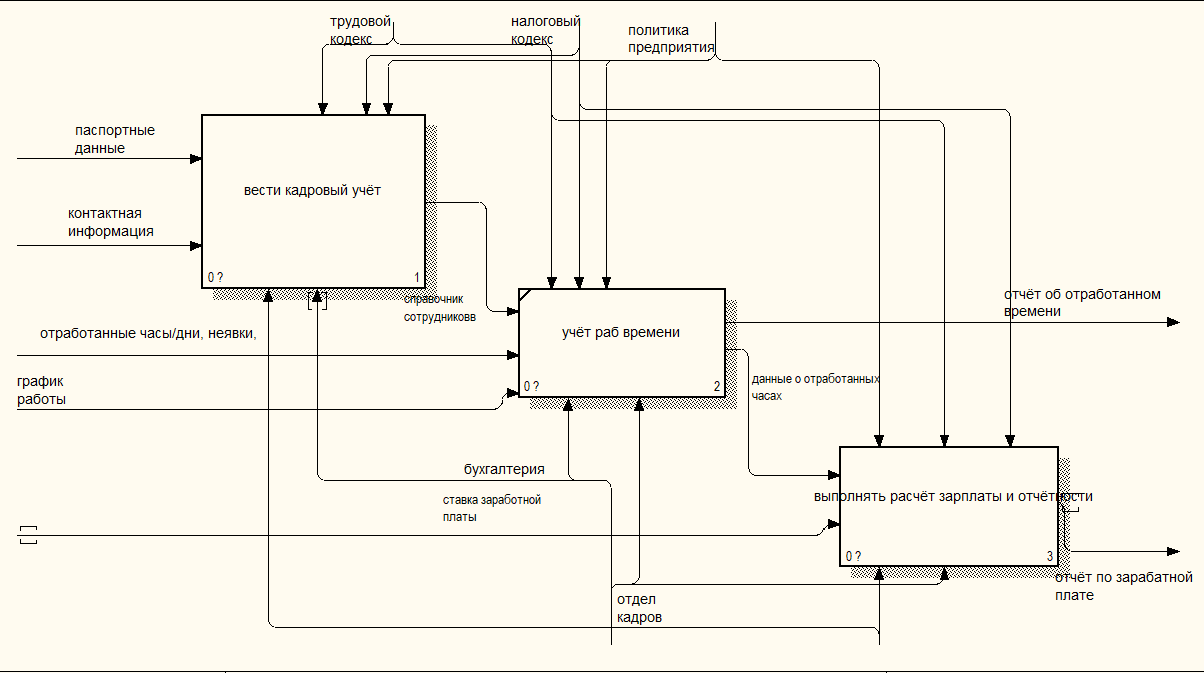 трудовой
кодекс
налоговый
кодекс
политика
предприятия
паспортные
данные
вести кадровый учёт
контактная
информация
0 ?
1
справочник
сотрудниковв
отчёт об отработанном
времени
отработанные часы/дни, неявки,
учёт раб времени
график
работы
0 ?
2
данные о отработанных
часах
бухгалтерия
ставка заработной
платы
выполнять расчёт зарплаты и отчётности
0 ?
3
отчёт по зарабатной
плате
отдел
кадров